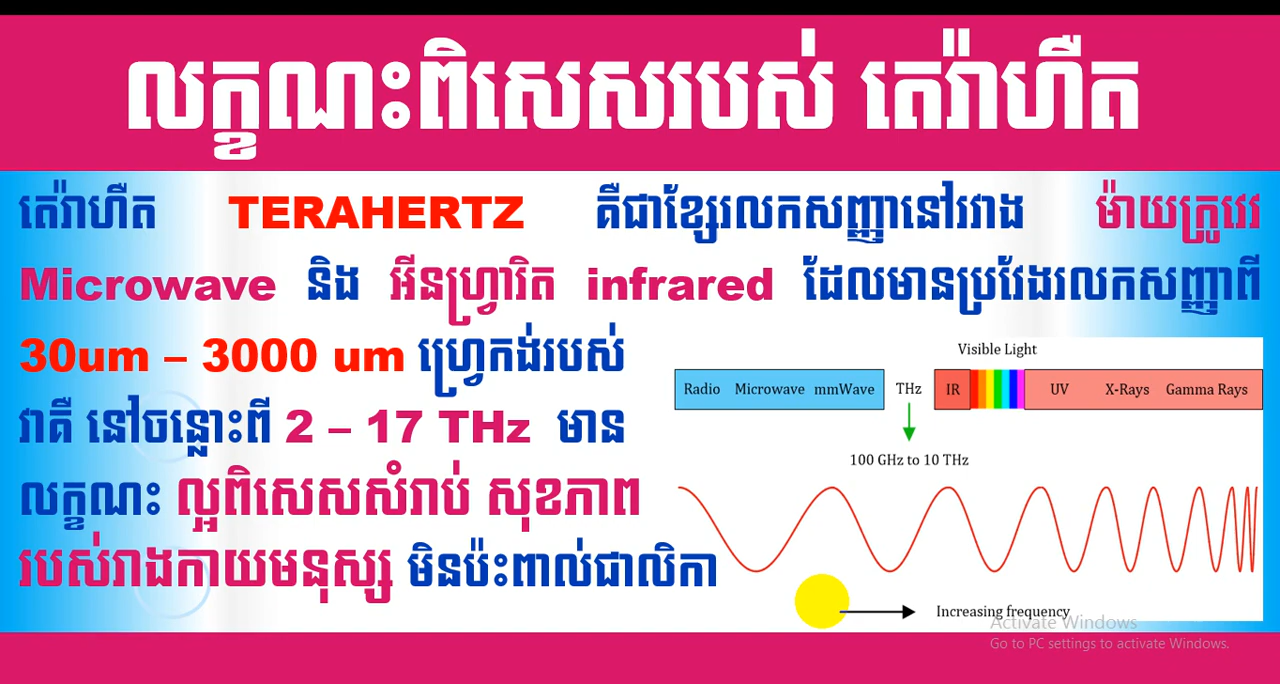 លក្ខណះពិសេសរបស់ តេរ៉ាហឺត
តេរ៉ាហឺត TERAHERTZ គឺជាខ្សែរលកសញ្ញានៅរវាង ម៉ាយក្រូវេវ
Microwave និង អីនហ្វ្រារិត infrared ដែលមានប្រវែងរលកសញ្ញាពី
30um – 3000 um ហ្វ្រេកង់របស់
វាគឺ នៅចន្លោះពី 2 – 17 THz មាន
លក្ខណះ ល្អពិសេសសំរាប់ សុខភាព
របស់រាងកាយមនុស្ស មិនប៉ះពាល់ជាលិកា
Visible Light
Radio Microwave mmWave THz IR UV X-Rays Gamma Rays
100 GHz to 10 THz
Increasing frequency
Activate Windows
Go to PC settings to activate Windows.